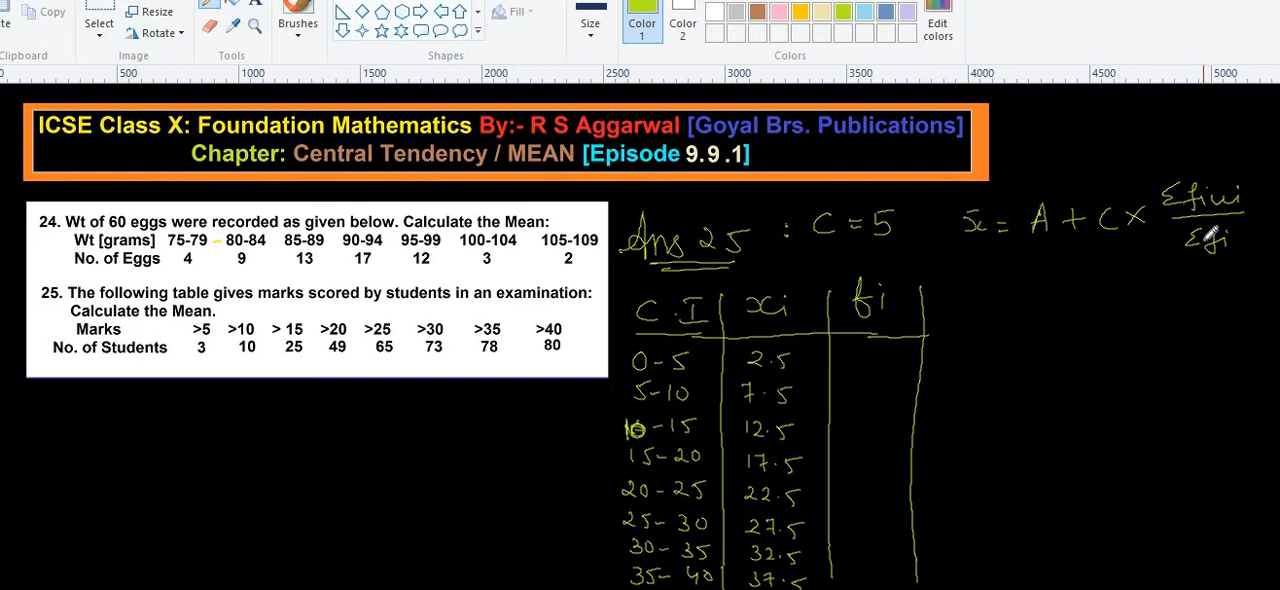 Copy
Resize
Rotate
Select
Brushes
Fill
Size
Color 1
Color 2
Edit colors
Clipboard
Image
Tools
Shapes
Colors
500 1000 1500 2000 2500 3000 3500 4000 4500 5000
ICSE Class X: Foundation Mathematics By:- R S Aggarwal [Goyal Brs. Publications]
Chapter: Central Tendency / MEAN [Episode 9.9.1]
24. Wt of 60 eggs were recorded as given below. Calculate the Mean:
Wt [grams] 75-79 80-84 85-89 90-94 95-99 100-104 105-109
No. of Eggs 4 9 13 17 12 3 2
25. The following table gives marks scored by students in an examination:
Calculate the Mean.
Marks >5 >10 > 15 >20 >25 >30 >35 >40
No. of Students 3 10 25 49 65 73 78 80
Ans 25 : C = 5 x = A + C × Σfiui / Σfi
C.I xi fi
0-5 2.5
5-10 7.5
10-15 12.5
15-20 17.5
20-25 22.5
25-30 27.5
30-35 32.5
35-40 37.5